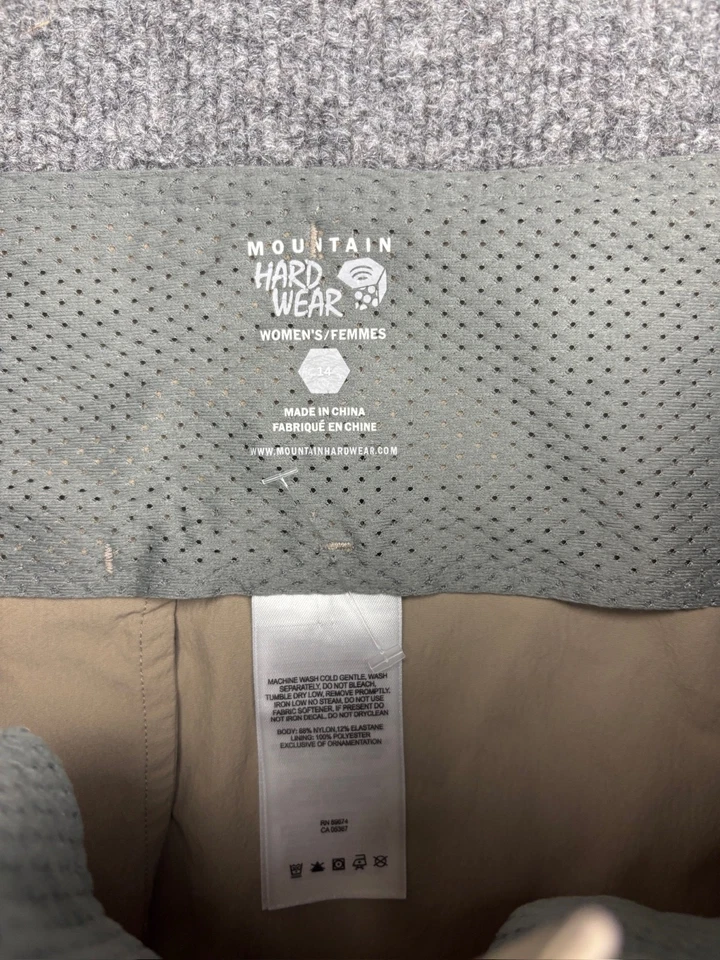 MOUNTAIN
HARD
WEAR
WOMEN'S/FEMMES
14
MADE IN CHINA
FABRIQUÉ EN CHINE
WWW.MOUNTAINHARDWEAR.COM
MACHINE WASH COLD GENTLE, WASH
SEPARATELY, DO NOT BLEACH,
TUMBLE DRY LOW, REMOVE PROMPTLY,
IRON LOW NO STEAM, DO NOT USE
FABRIC SOFTENER, IF PRESENT DO
NOT IRON DECAL, DO NOT DRYCLEAN
BODY: 88% NYLON,12% ELASTANE
LINING: 100% POLYESTER
EXCLUSIVE OF ORNAMENTATION
RN
CA 05367